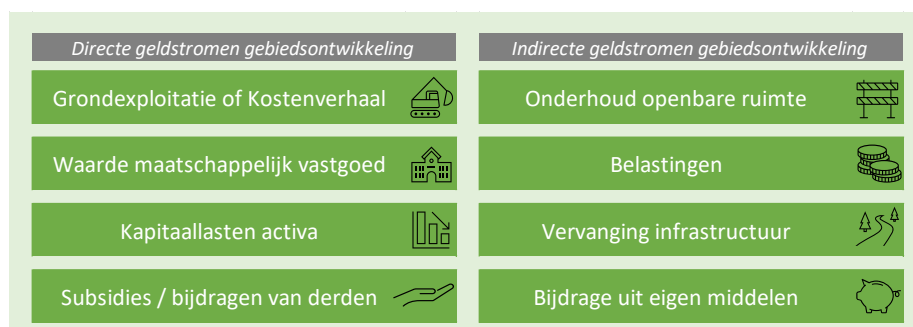 Directe geldstromen gebiedsontwikkeling
Grondexploitatie of Kostenverhaal
Waarde maatschappelijk vastgoed
Kapitaallasten activa
Subsidies / bijdragen van derden
Indirecte geldstromen gebiedsontwikkeling
Onderhoud openbare ruimte
Belastingen
Vervanging infrastructuur
Bijdrage uit eigen middelen